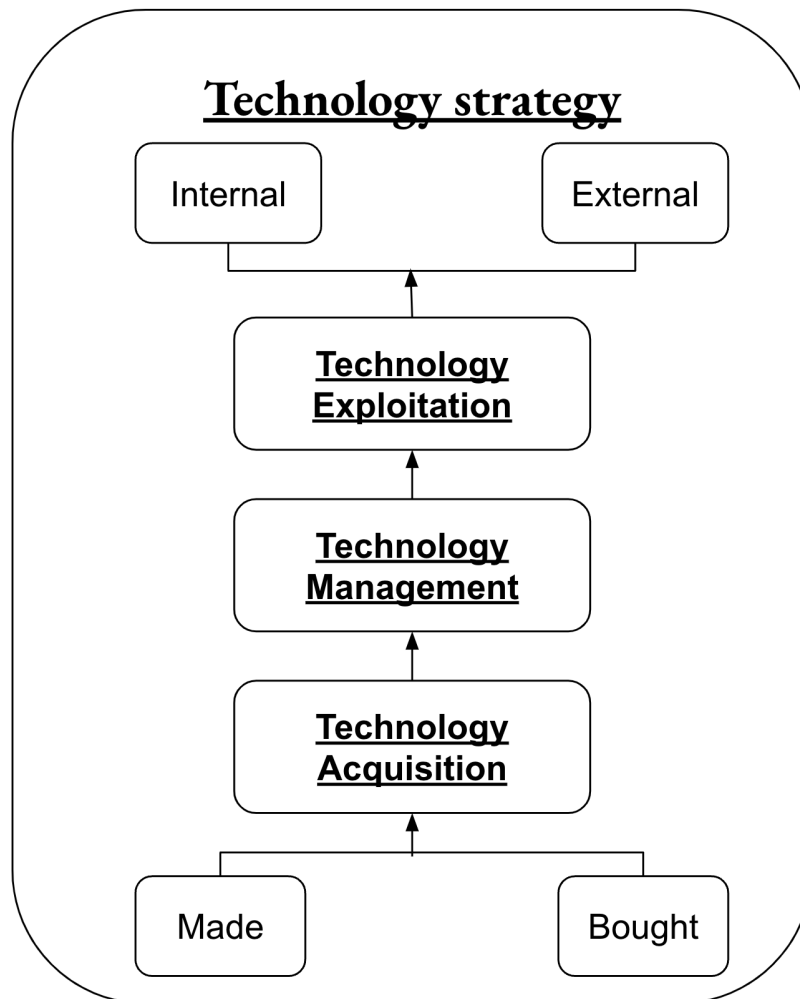 Technology strategy
Internal
External
Technology
Exploitation
Technology
Management
Technology
Acquisition
Made
Bought